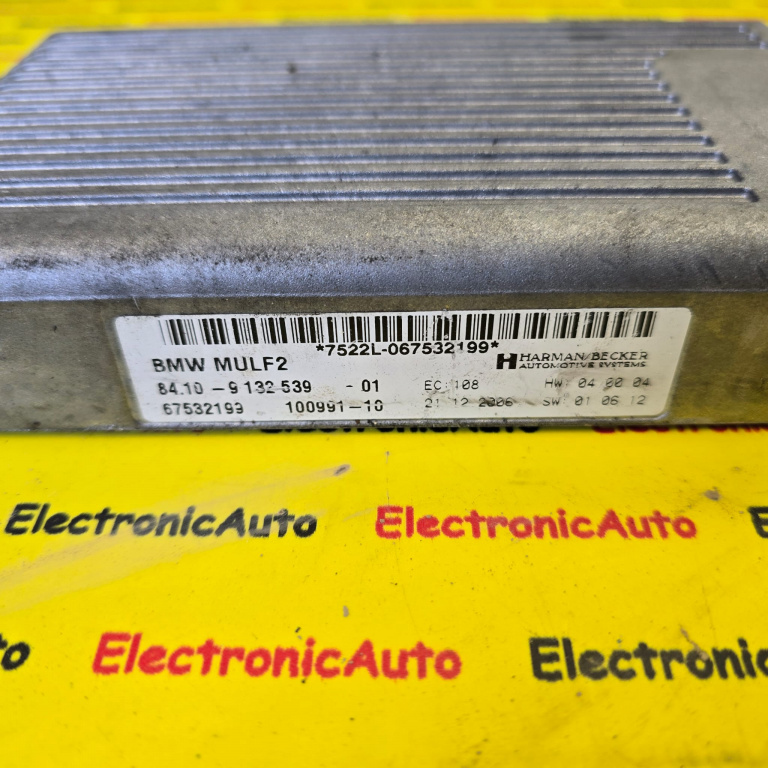 *7522L-067532199*
BMW MULF2
HARMAN/BECKER
AUTOMOTIVE SYSTEMS
84.10 - 9 132 539 - 01 EC: 108 HW: 04 00 04
67532199 100991-10 21 12 2006 SW: 01 06 12
ElectronicAuto
ElectronicAuto ElectronicAuto
ElectronicAuto ElectronicAuto